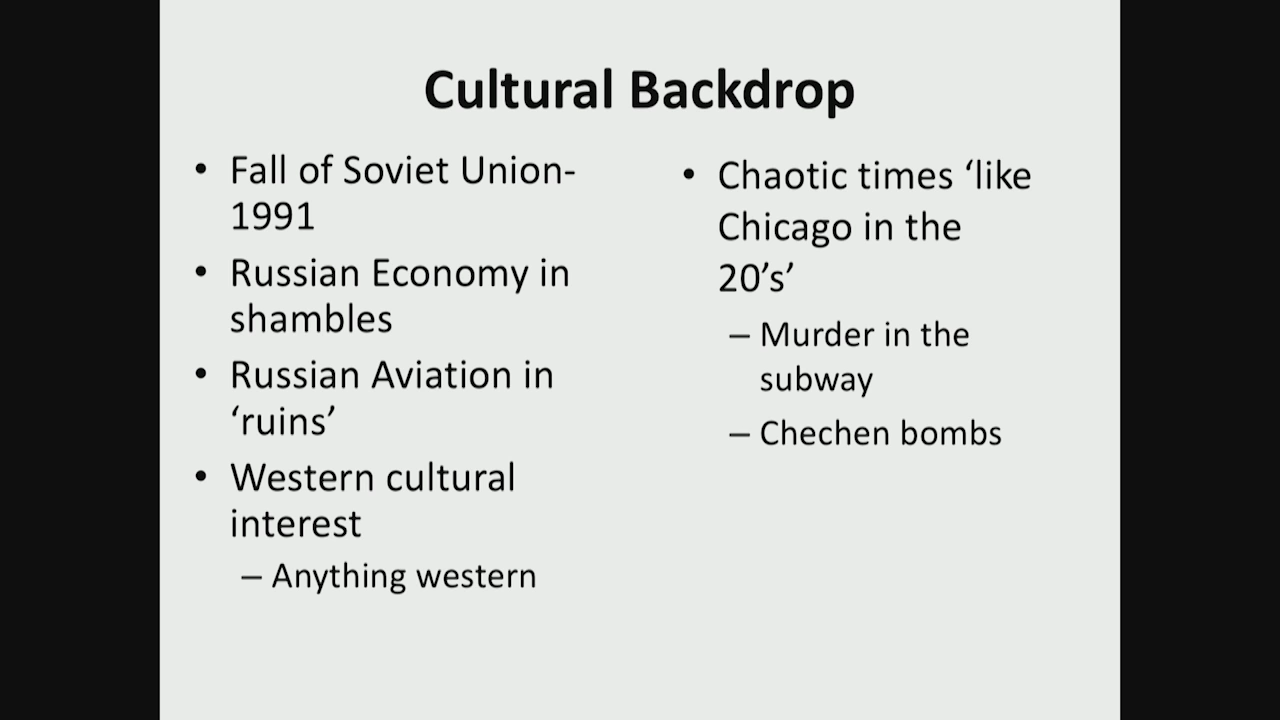 Cultural Backdrop
• Fall of Soviet Union-
1991
• Russian Economy in
shambles
• Russian Aviation in
‘ruins’
• Western cultural
interest
– Anything western
• Chaotic times ‘like
Chicago in the
20’s’
– Murder in the
subway
– Chechen bombs